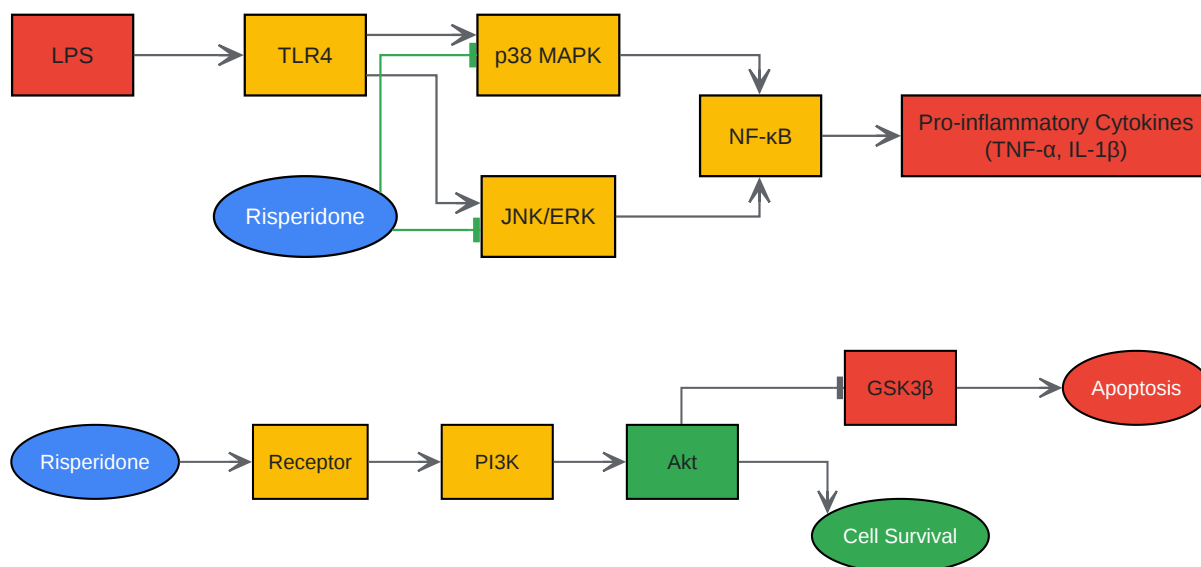 LPS
TLR4
p38 MAPK
NF-κB
Pro-inflammatory Cytokines
(TNF-α, IL-1β)
Risperidone
JNK/ERK
GSK3β
Apoptosis
Risperidone
Receptor
PI3K
Akt
Cell Survival